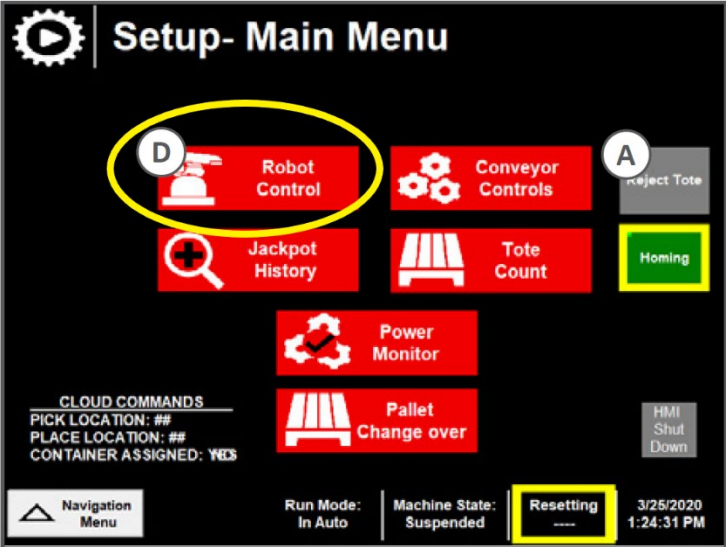 Setup- Main Menu
D
Robot
Control
Conveyor
Controls
A
Reject Tote
Jackpot
History
Tote
Count
Homing
Power
Monitor
Pallet
Change over
CLOUD COMMANDS
PICK LOCATION: ##
PLACE LOCATION: ##
CONTAINER ASSIGNED:
HMI
Shut
Down
Navigation
Menu
Run Mode:
In Auto
Machine State:
Suspended
Resetting
----
3/25/2020
1:24:31 PM